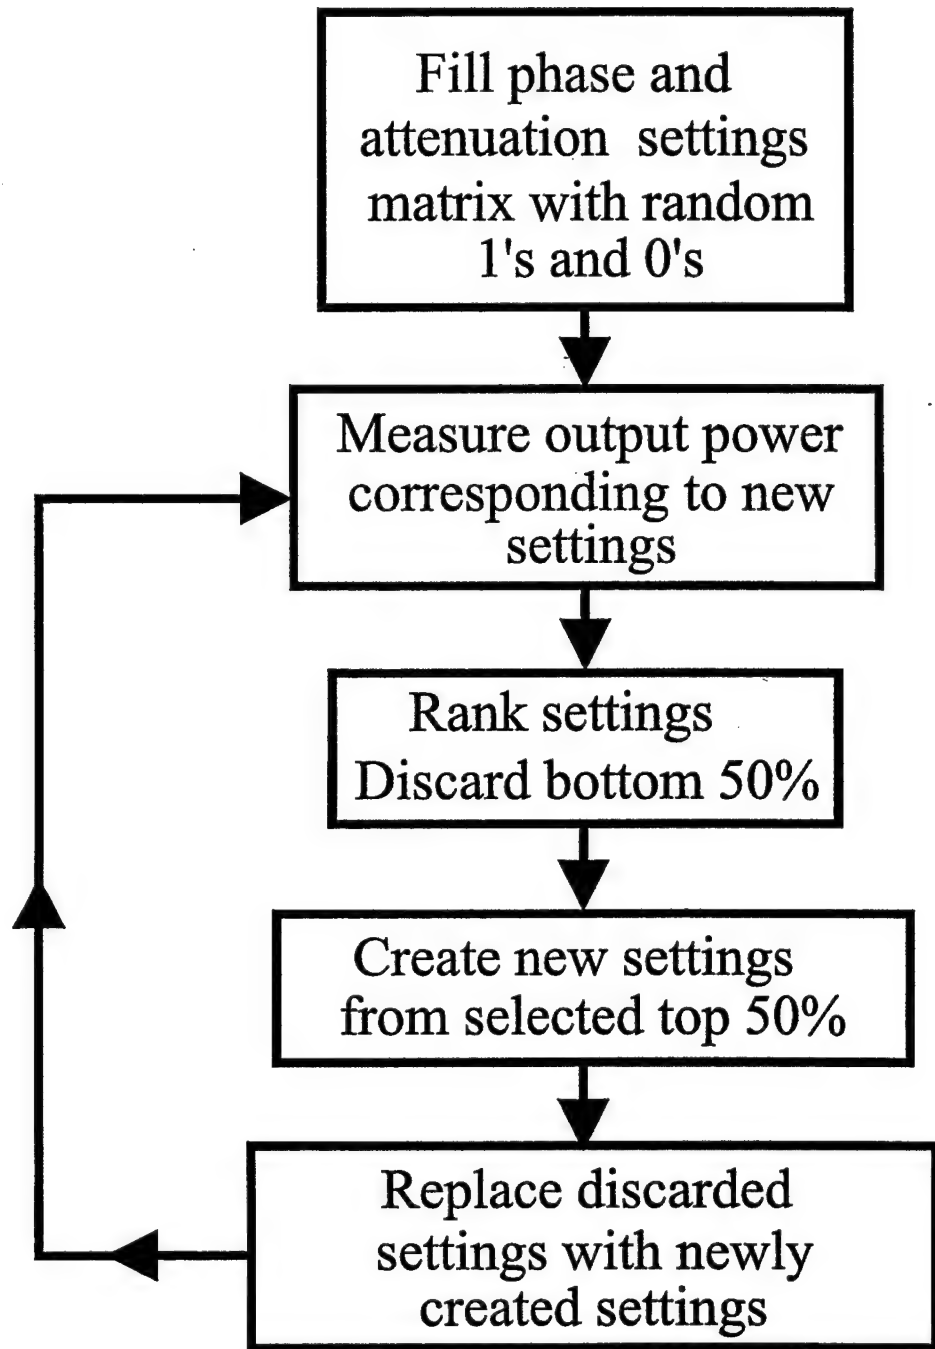 Fill phase and
attenuation settings
matrix with random
1's and 0's
Measure output power
corresponding to new
settings
Rank settings
Discard bottom 50%
Create new settings
from selected top 50%
Replace discarded
settings with newly
created settings